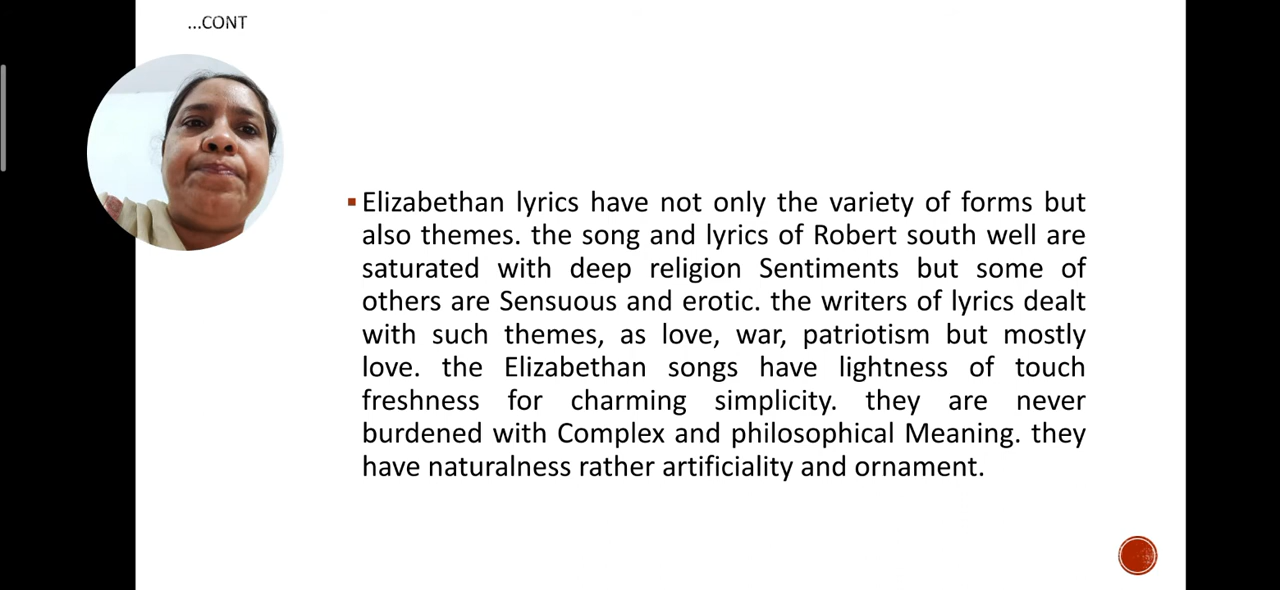 ...CONT
Elizabethan lyrics have not only the variety of forms but
also themes. the song and lyrics of Robert south well are
saturated with deep religion Sentiments but some of
others are Sensuous and erotic. the writers of lyrics dealt
with such themes, as love, war, patriotism but mostly
love. the Elizabethan songs have lightness of touch
freshness for charming simplicity. they are never
burdened with Complex and philosophical Meaning. they
have naturalness rather artificiality and ornament.